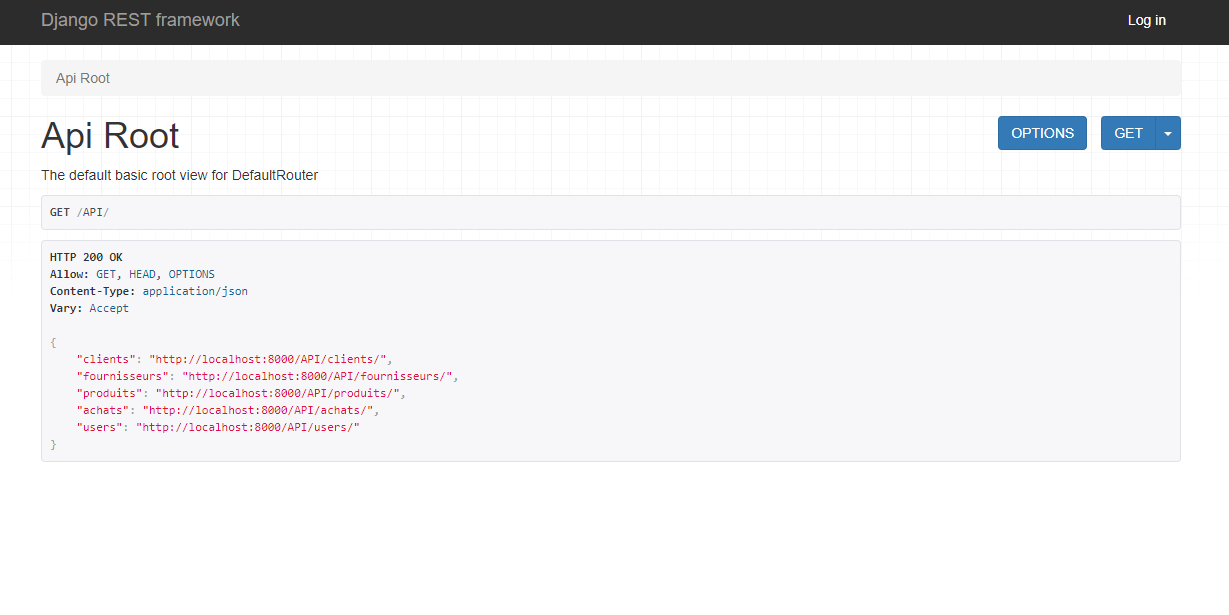 Django REST framework
Log in
Api Root
Api Root
OPTIONS
GET
The default basic root view for DefaultRouter
GET /API/
HTTP 200 OK
Allow: GET, HEAD, OPTIONS
Content-Type: application/json
Vary: Accept
{
    "clients": "http://localhost:8000/API/clients/",
    "fournisseurs": "http://localhost:8000/API/fournisseurs/",
    "produits": "http://localhost:8000/API/produits/",
    "achats": "http://localhost:8000/API/achats/",
    "users": "http://localhost:8000/API/users/"
}